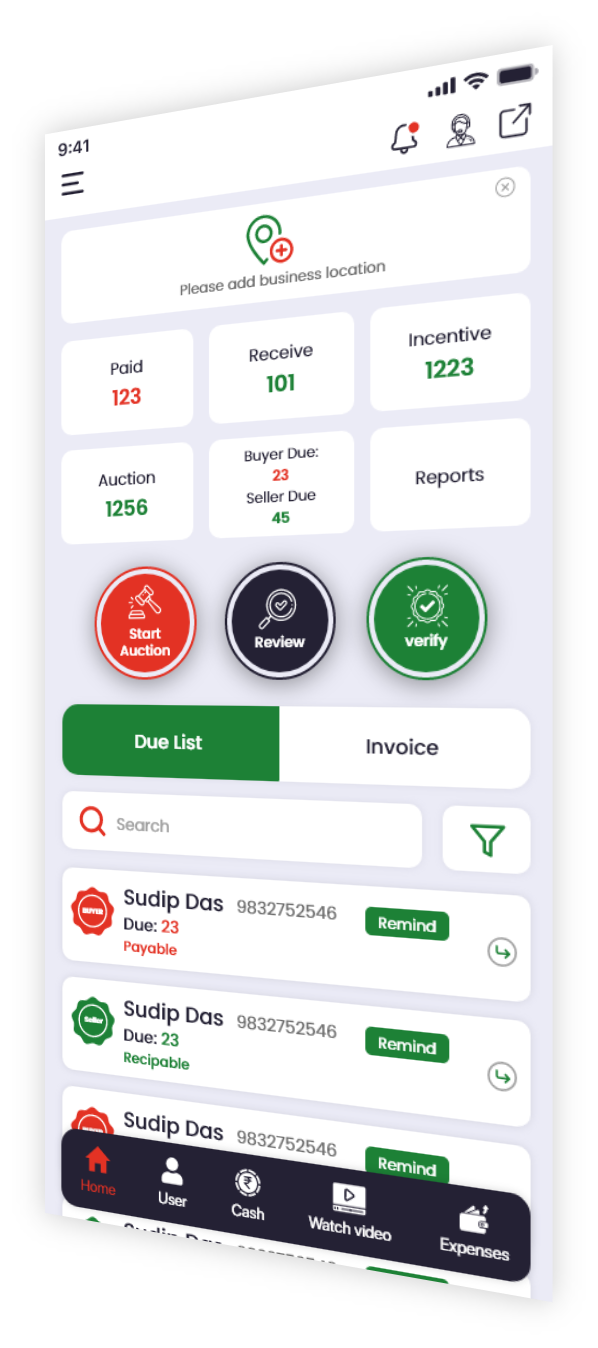 9:41
Please add business location
Paid
123
Receive
101
Incentive
1223
Auction
1256
Buyer Due:
23
Seller Due
45
Reports
Start
Auction
Review
verify
Due List
Invoice
Search
BUYER
Sudip Das 9832752546
Remind
Due: 23
Payable
Seller
Sudip Das 9832752546
Remind
Due: 23
Recipable
Sudip Das 9832752546
Remind
Home
User
₹
Cash
Watch video
Expenses